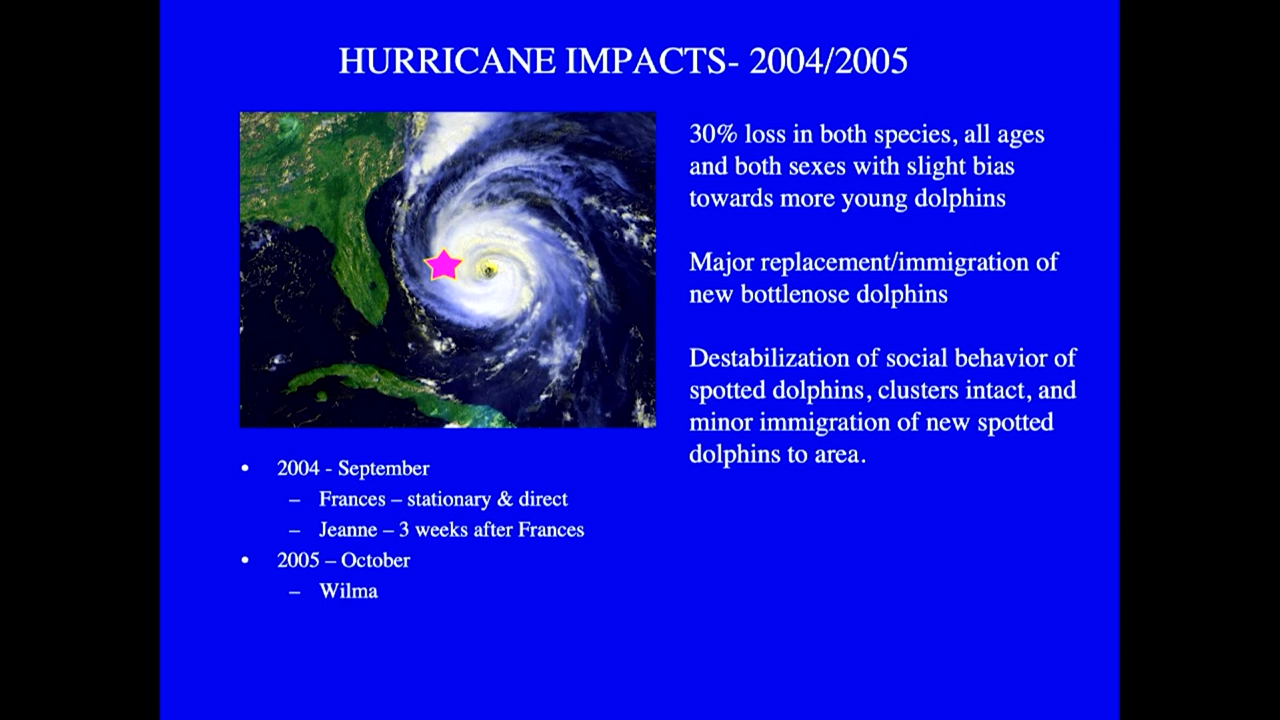 HURRICANE IMPACTS- 2004/2005
30% loss in both species, all ages
and both sexes with slight bias
towards more young dolphins
Major replacement/immigration of
new bottlenose dolphins
Destabilization of social behavior of
spotted dolphins, clusters intact, and
minor immigration of new spotted
dolphins to area.
• 2004 - September
– Frances – stationary & direct
– Jeanne – 3 weeks after Frances
• 2005 – October
– Wilma